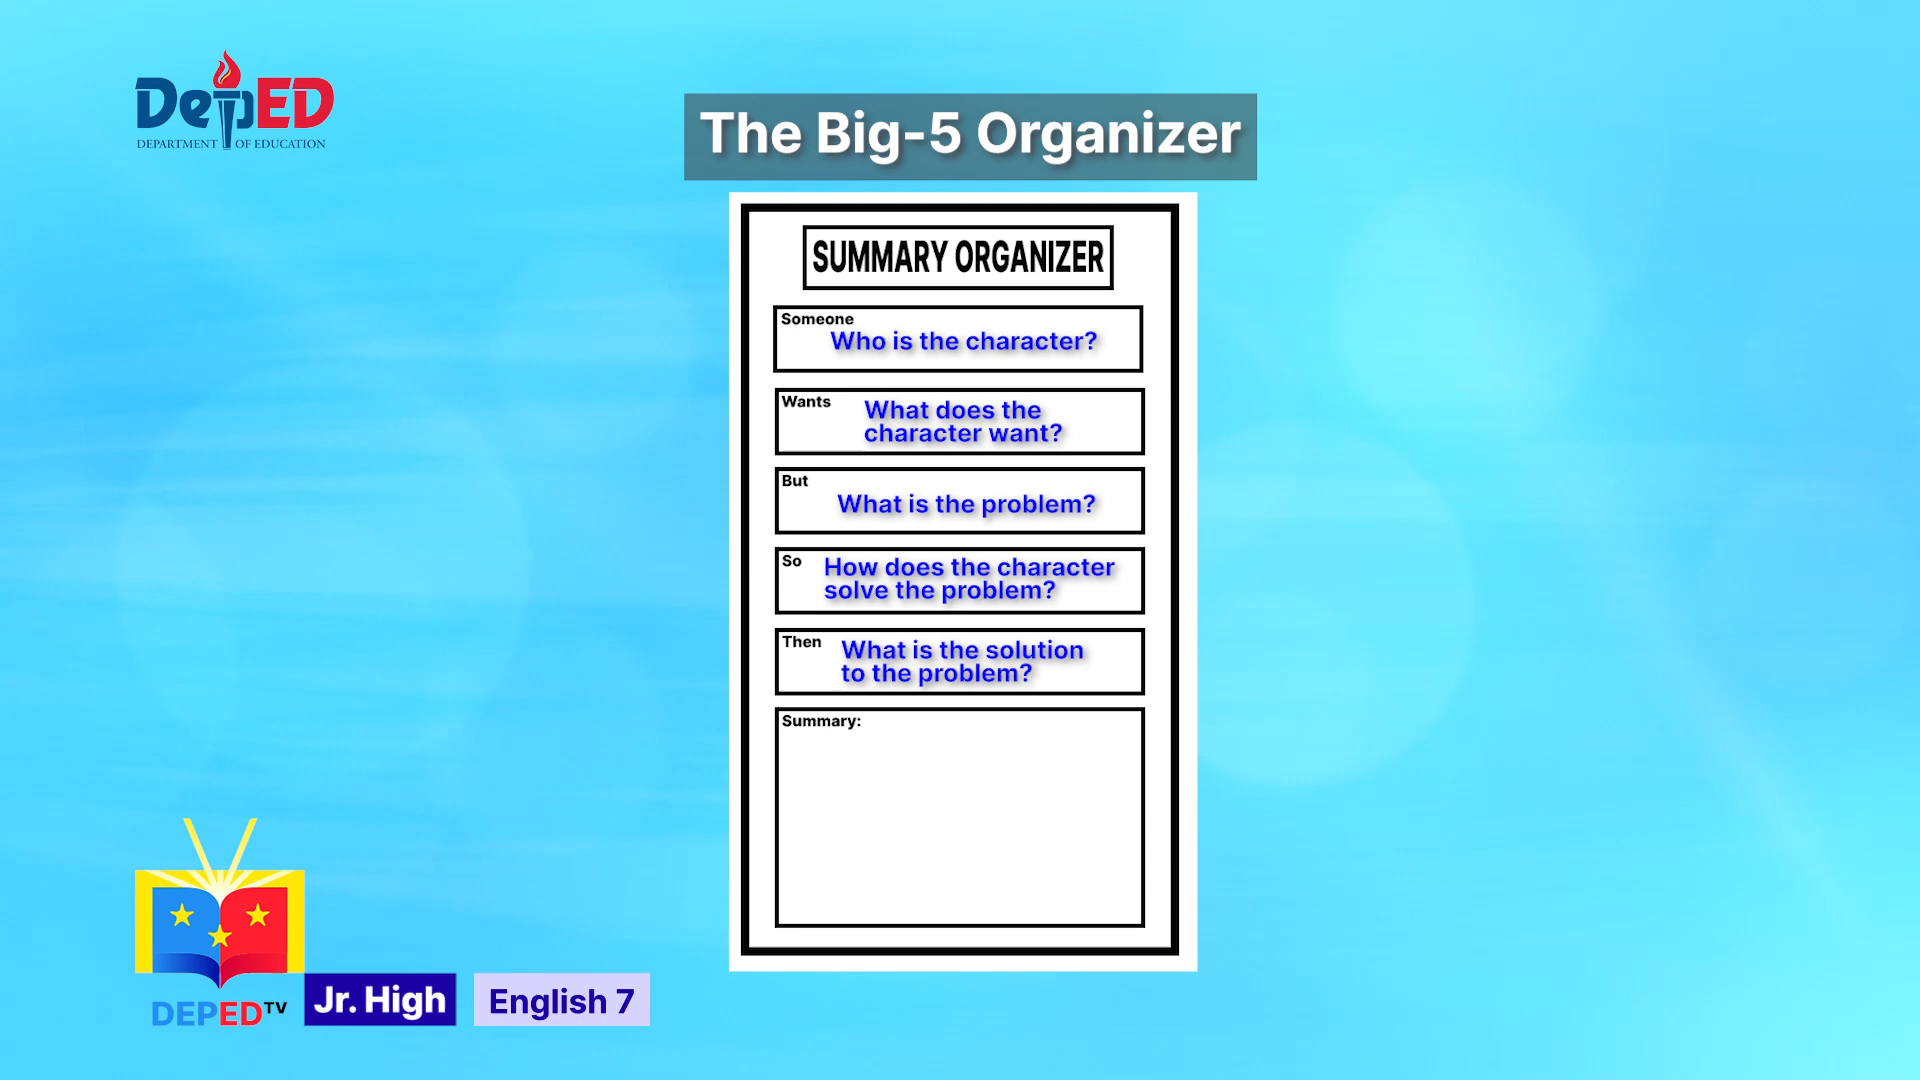 DepED
DEPARTMENT OF EDUCATION
The Big-5 Organizer
SUMMARY ORGANIZER
Someone
Who is the character?
Wants
What does the
character want?
But
What is the problem?
So
How does the character
solve the problem?
Then
What is the solution
to the problem?
Summary:
DEPED TV
Jr. High
English 7